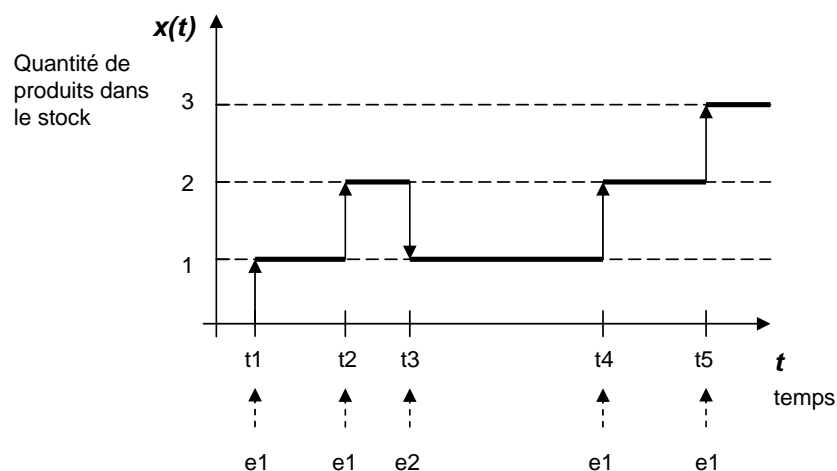 x(t)
Quantité de
produits dans
le stock
3
2
1
t1 t2 t3 t4 t5 t
temps
e1 e1 e2 e1 e1